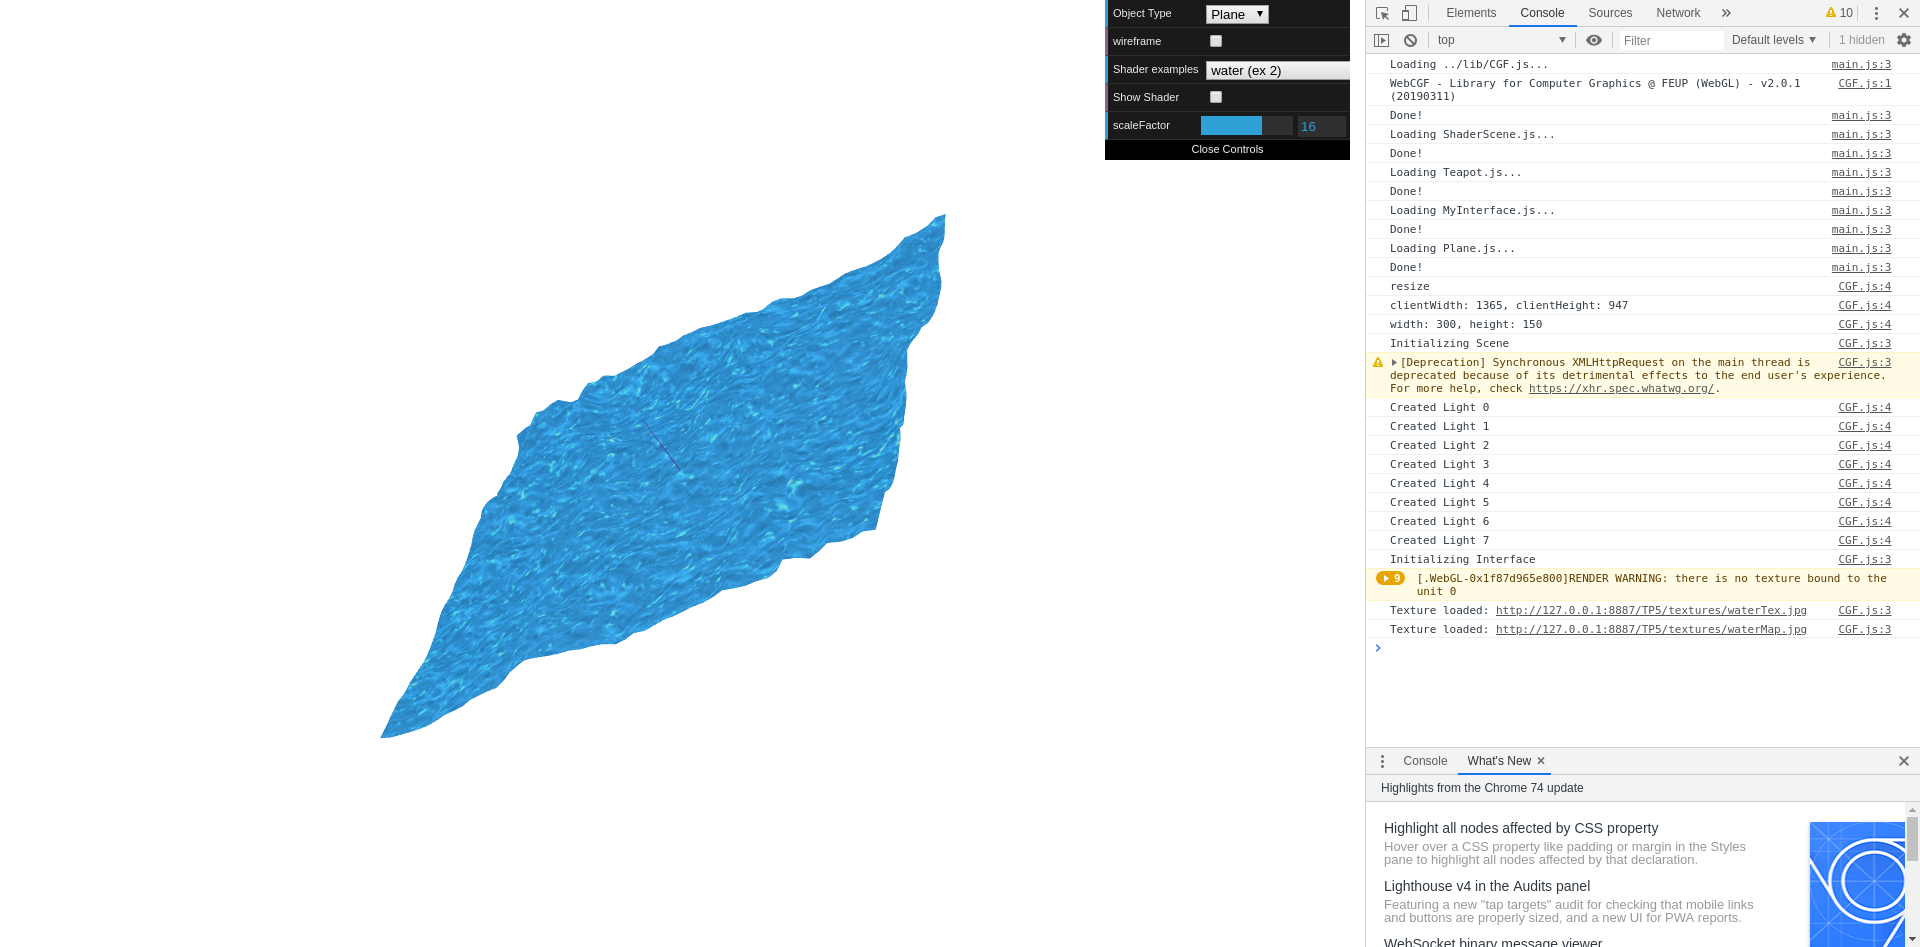 Object Type Plane
wireframe
Shader examples water (ex 2)
Show Shader
scaleFactor 16
Close Controls
Elements Console Sources Network 10
top Filter Default levels 1 hidden
Loading ../lib/CGF.js... main.js:3
WebCGF - Library for Computer Graphics @ FEUP (WebGL) - v2.0.1 CGF.js:1
(20190311)
Done! main.js:3
Loading ShaderScene.js... main.js:3
Done! main.js:3
Loading Teapot.js... main.js:3
Done! main.js:3
Loading MyInterface.js... main.js:3
Done! main.js:3
Loading Plane.js... main.js:3
Done! main.js:3
resize CGF.js:4
clientWidth: 1365, clientHeight: 947 CGF.js:4
width: 300, height: 150 CGF.js:4
Initializing Scene CGF.js:3
[Deprecation] Synchronous XMLHttpRequest on the main thread is CGF.js:3
deprecated because of its detrimental effects to the end user's experience.
For more help, check https://xhr.spec.whatwg.org/.
Created Light 0 CGF.js:4
Created Light 1 CGF.js:4
Created Light 2 CGF.js:4
Created Light 3 CGF.js:4
Created Light 4 CGF.js:4
Created Light 5 CGF.js:4
Created Light 6 CGF.js:4
Created Light 7 CGF.js:4
Initializing Interface CGF.js:3
9 [.WebGL-0x1f87d965e800]RENDER WARNING: there is no texture bound to the
unit 0
Texture loaded: http://127.0.0.1:8887/TP5/textures/waterTex.jpg CGF.js:3
Texture loaded: http://127.0.0.1:8887/TP5/textures/waterMap.jpg CGF.js:3
Console What's New
Highlights from the Chrome 74 update
Highlight all nodes affected by CSS property
Hover over a CSS property like padding or margin in the Styles
pane to highlight all nodes affected by that declaration.
Lighthouse v4 in the Audits panel
Featuring a new "tap targets" audit for checking that mobile links
and buttons are properly sized, and a new UI for PWA reports.
WebSocket binary message viewer